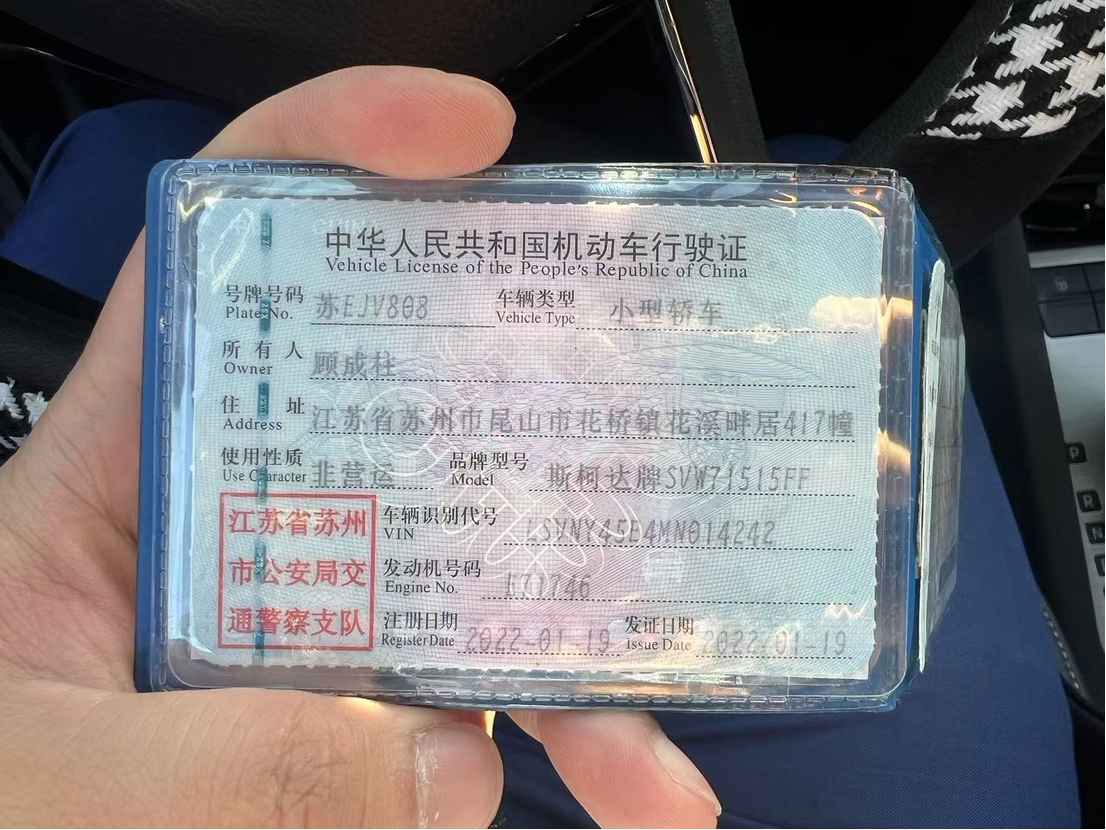 中华人民共和国机动车行驶证
Vehicle License of the People's Republic of China
号牌号码 苏EJV808 车辆类型 小型轿车
Plate No. Vehicle Type
所有人 顾成柱
Owner
住址 江苏省苏州市昆山市花桥镇花溪畔居417幢
Address
使用性质 非营运 品牌型号 斯柯达牌SVW71515FF
Use Character Model
江苏省苏州 车辆识别代号
VIN
市公安局交 发动机号码
Engine No.
通警察支队 注册日期 2022-01-19 发证日期 2022-01-19
Register Date Issue Date
P
R
N